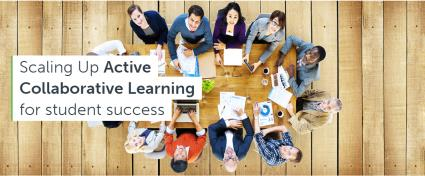 Scaling Up Active
Collaborative Learning
for student success